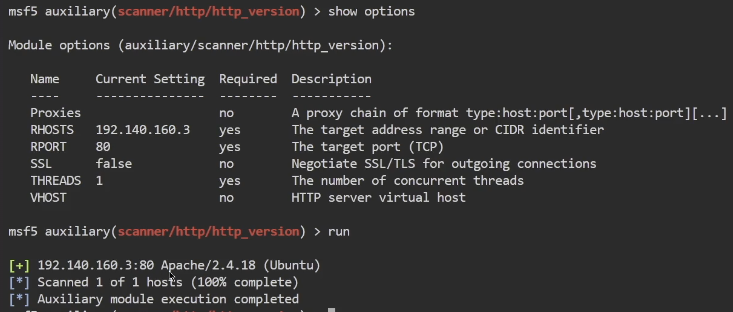 msf5 auxiliary(scanner/http/http_version) > show options
Module options (auxiliary/scanner/http/http_version):
Name Current Setting Required Description
---- --------------- -------- -----------
Proxies no A proxy chain of format type:host:port[,type:host:port][...]
RHOSTS 192.140.160.3 yes The target address range or CIDR identifier
RPORT 80 yes The target port (TCP)
SSL false no Negotiate SSL/TLS for outgoing connections
THREADS 1 yes The number of concurrent threads
VHOST no HTTP server virtual host
msf5 auxiliary(scanner/http/http_version) > run
[+] 192.140.160.3:80 Apache/2.4.18 (Ubuntu)
[*] Scanned 1 of 1 hosts (100% complete)
[*] Auxiliary module execution completed
msf5 auxiliary(scanner/http/http_version) >